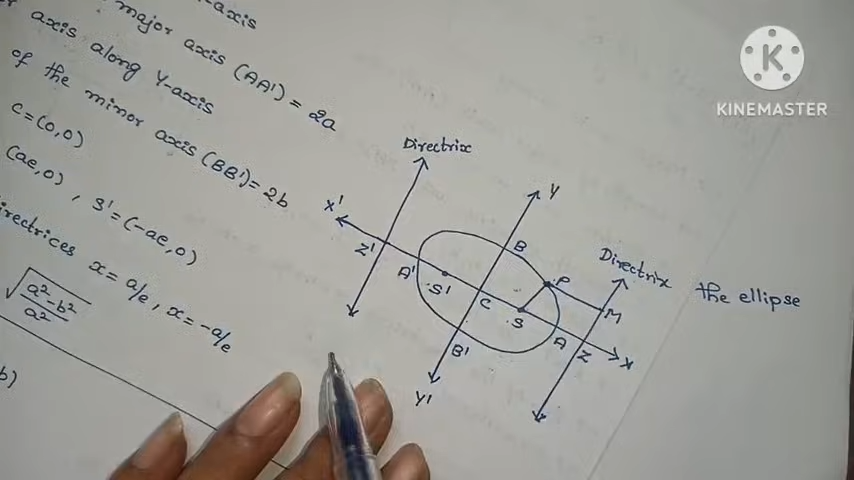 -axis
major axis (AA') = 2a
axis along Y-axis
of the minor axis (BB') = 2b
C = (0,0)
(ae,0), S' = (-ae,0)
directrices x = a/e, x = -a/e
√(a²-b²/a²)
b)
Directrix
X'
Z'
A'
S'
Y
B
C
P
S
Directrix
M
A
Z
X
B'
Y'
the ellipse
KINEMASTER